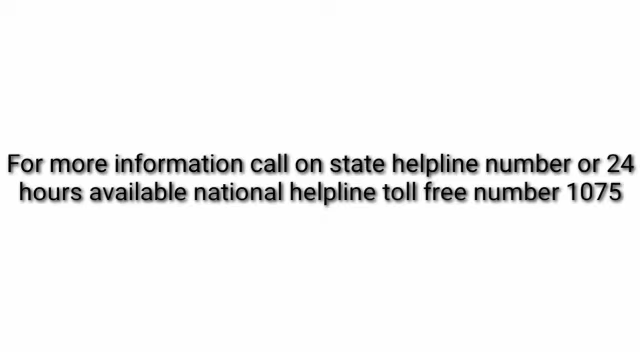 For more information call on state helpline number or 24
hours available national helpline toll free number 1075